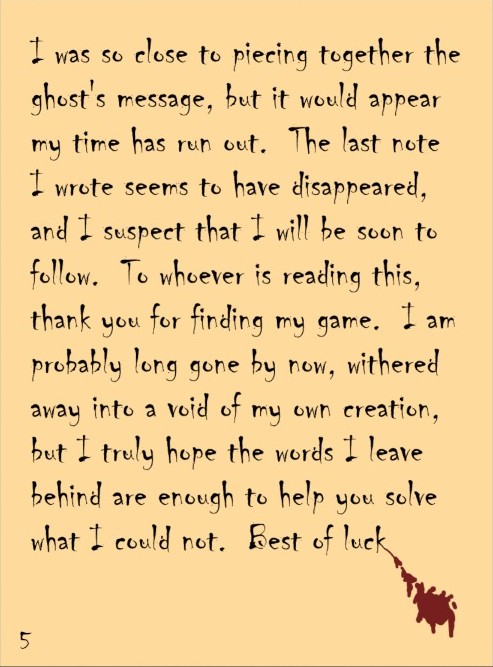 I was so close to piecing together the
ghost's message, but it would appear
my time has run out. The last note
I wrote seems to have disappeared,
and I suspect that I will be soon to
follow. To whoever is reading this,
thank you for finding my game. I am
probably long gone by now, withered
away into a void of my own creation,
but I truly hope the words I leave
behind are enough to help you solve
what I could not. Best of luck
5